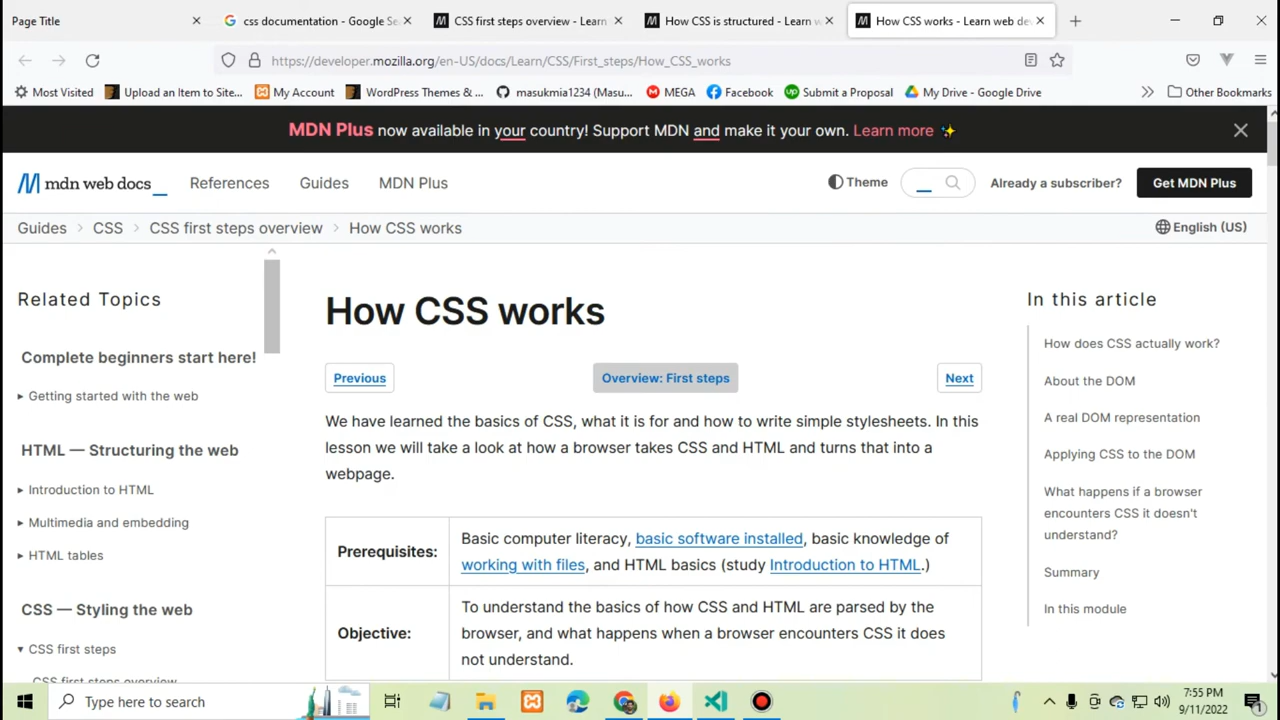 Page Title
css documentation - Google Se
CSS first steps overview - Learn
How CSS is structured - Learn w
How CSS works - Learn web de
https://developer.mozilla.org/en-US/docs/Learn/CSS/First_steps/How_CSS_works
Most Visited
Upload an Item to Site...
My Account
WordPress Themes & ...
masukmia1234 (Masu...
MEGA
Facebook
Submit a Proposal
My Drive - Google Drive
Other Bookmarks
MDN Plus now available in your country! Support MDN and make it your own. Learn more ✨
mdn web docs
References
Guides
MDN Plus
Theme
Already a subscriber?
Get MDN Plus
Guides > CSS > CSS first steps overview > How CSS works
English (US)
Related Topics
Complete beginners start here!
Getting started with the web
HTML — Structuring the web
Introduction to HTML
Multimedia and embedding
HTML tables
CSS — Styling the web
CSS first steps
CSS first steps overview
How CSS works
Previous
Overview: First steps
Next
We have learned the basics of CSS, what it is for and how to write simple stylesheets. In this
lesson we will take a look at how a browser takes CSS and HTML and turns that into a
webpage.
Prerequisites:
Basic computer literacy, basic software installed, basic knowledge of
working with files, and HTML basics (study Introduction to HTML.)
Objective:
To understand the basics of how CSS and HTML are parsed by the
browser, and what happens when a browser encounters CSS it does
not understand.
In this article
How does CSS actually work?
About the DOM
A real DOM representation
Applying CSS to the DOM
What happens if a browser
encounters CSS it doesn't
understand?
Summary
In this module
Type here to search
7:55 PM
9/11/2022
1